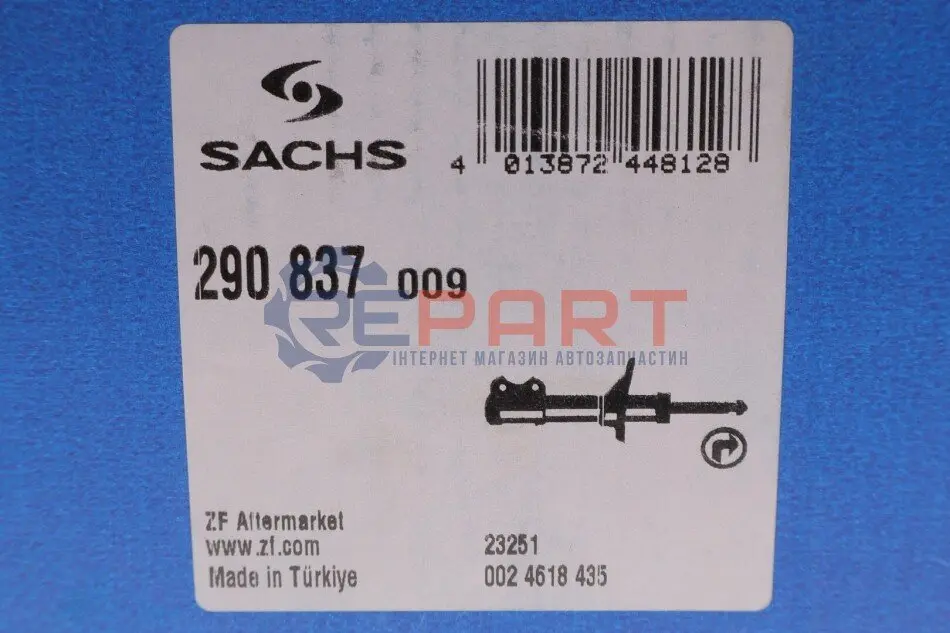 SACHS
4 013872 448128
290 837 009
REPART
ІНТЕРНЕТ МАГАЗИН АВТОЗАПЧАСТИН
ZF Aftermarket
www.zf.com
Made in Türkiye
23251
002 4618 435